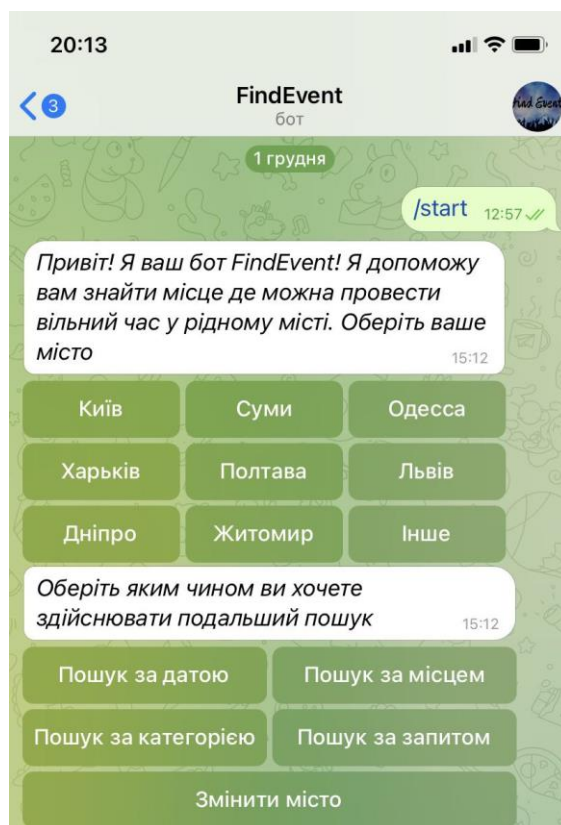 20:13
3
FindEvent
бот
Find Event
1 грудня
/start 12:57
Привіт! Я ваш бот FindEvent! Я допоможу
вам знайти місце де можна провести
вільний час у рідному місті. Оберіть ваше
місто 15:12
Київ Суми Одесса
Харьків Полтава Львів
Дніпро Житомир Інше
Оберіть яким чином ви хочете
здійснювати подальший пошук 15:12
Пошук за датою Пошук за місцем
Пошук за категорією Пошук за запитом
Змінити місто